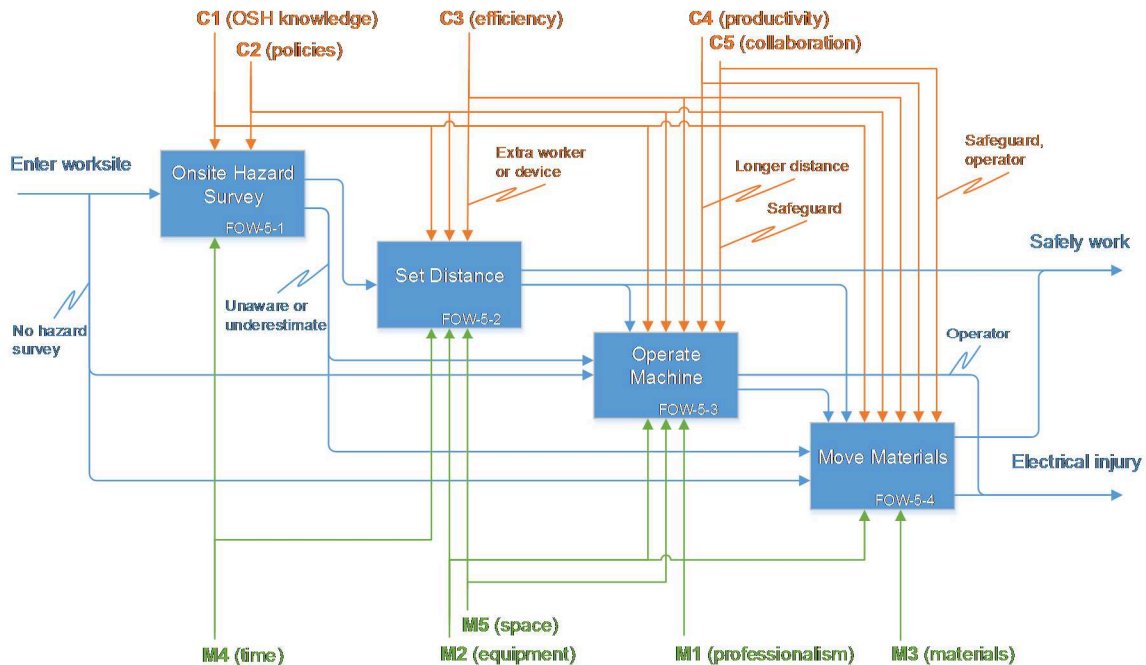 C1 (OSH knowledge)
C3 (efficiency)
C4 (productivity)
C2 (policies)
C5 (collaboration)
Enter worksite
Onsite Hazard
Survey
FOW-5-1
Extra worker
or device
Longer distance
Safeguard
Safeguard,
operator
Safely work
Set Distance
FOW-5-2
No hazard
survey
Unaware or
underestimate
Operator
Operate
Machine
FOW-5-3
Move Materials
FOW-5-4
Electrical injury
M5 (space)
M4 (time)
M2 (equipment)
M1 (professionalism)
M3 (materials)